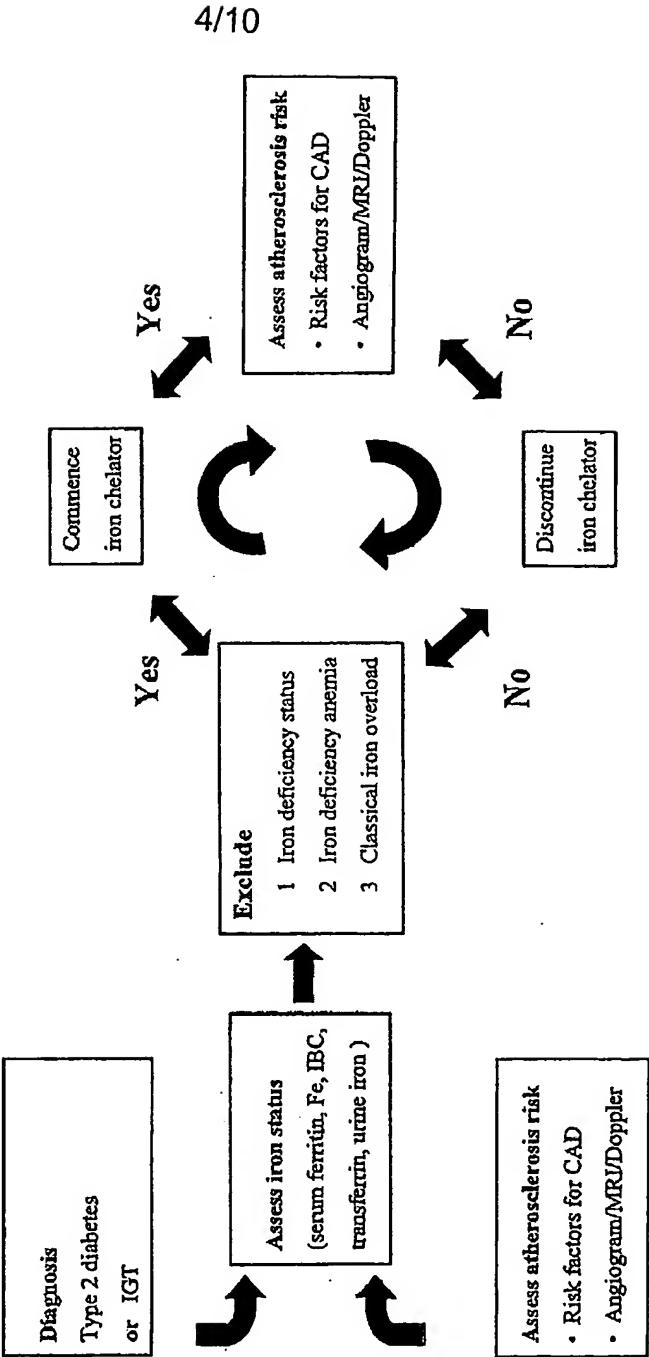 4/10
Diagnosis
Type 2 diabetes
or IGT
Assess iron status
(serum ferritin, Fe, IBC,
transferrin, urine iron )
Assess atherosclerosis risk
• Risk factors for CAD
• Angiogram/MRI/Doppler
Exclude
1 Iron deficiency status
2 Iron deficiency anemia
3 Classical iron overload
Yes
No
Commence
iron chelator
Discontinue
iron chelator
Yes
No
Assess atherosclerosis risk
• Risk factors for CAD
• Angiogram/MRI/Doppler